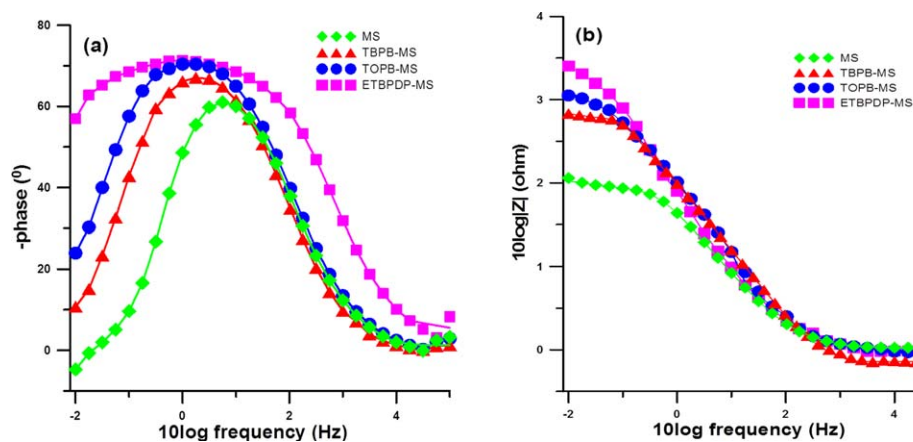 (a)
MS
TBPB-MS
TOPB-MS
ETBPDP-MS
80
60
40
20
0
-phase (⁰)
-2
0
2
4
10log frequency (Hz)
(b)
MS
TBPB-MS
TOPB-MS
ETBPDP-MS
4
3
2
1
0
10log|Z| (ohm)
-2
0
2
4
10log frequency (Hz)